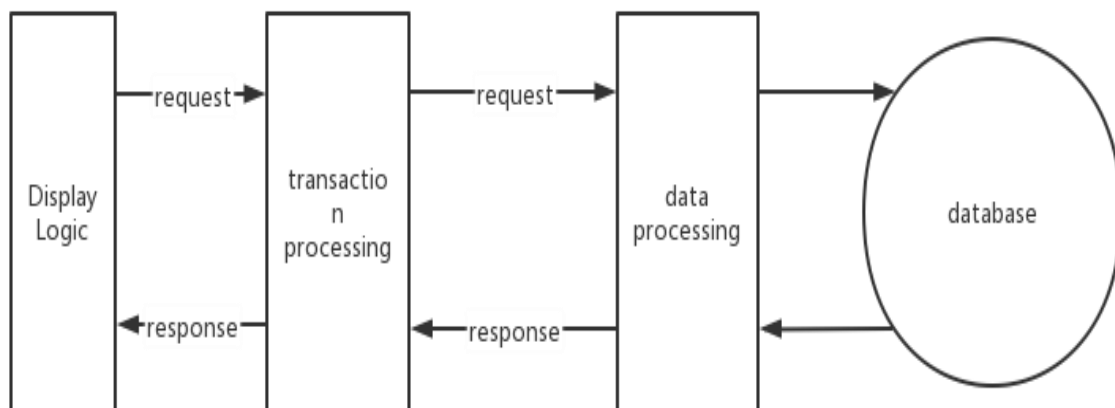 request
request
Display
Logic
transactio
n
processing
data
processing
database
response
response